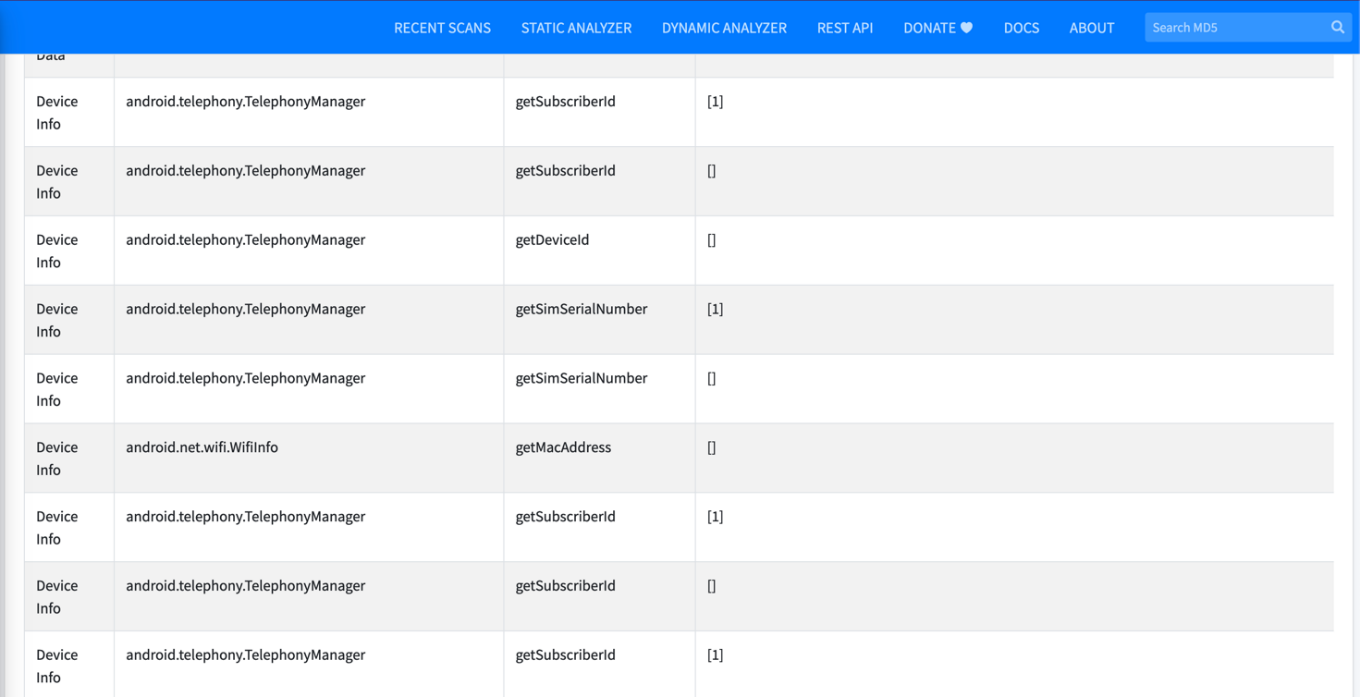 RECENT SCANS STATIC ANALYZER DYNAMIC ANALYZER REST API DONATE DOCS ABOUT Search MD5
Data
Device android.telephony.TelephonyManager getSubscriberId [1]
Info
Device android.telephony.TelephonyManager getSubscriberId []
Info
Device android.telephony.TelephonyManager getDeviceId []
Info
Device android.telephony.TelephonyManager getSimSerialNumber [1]
Info
Device android.telephony.TelephonyManager getSimSerialNumber []
Info
Device android.net.wifi.WifiInfo getMacAddress []
Info
Device android.telephony.TelephonyManager getSubscriberId [1]
Info
Device android.telephony.TelephonyManager getSubscriberId []
Info
Device android.telephony.TelephonyManager getSubscriberId [1]
Info